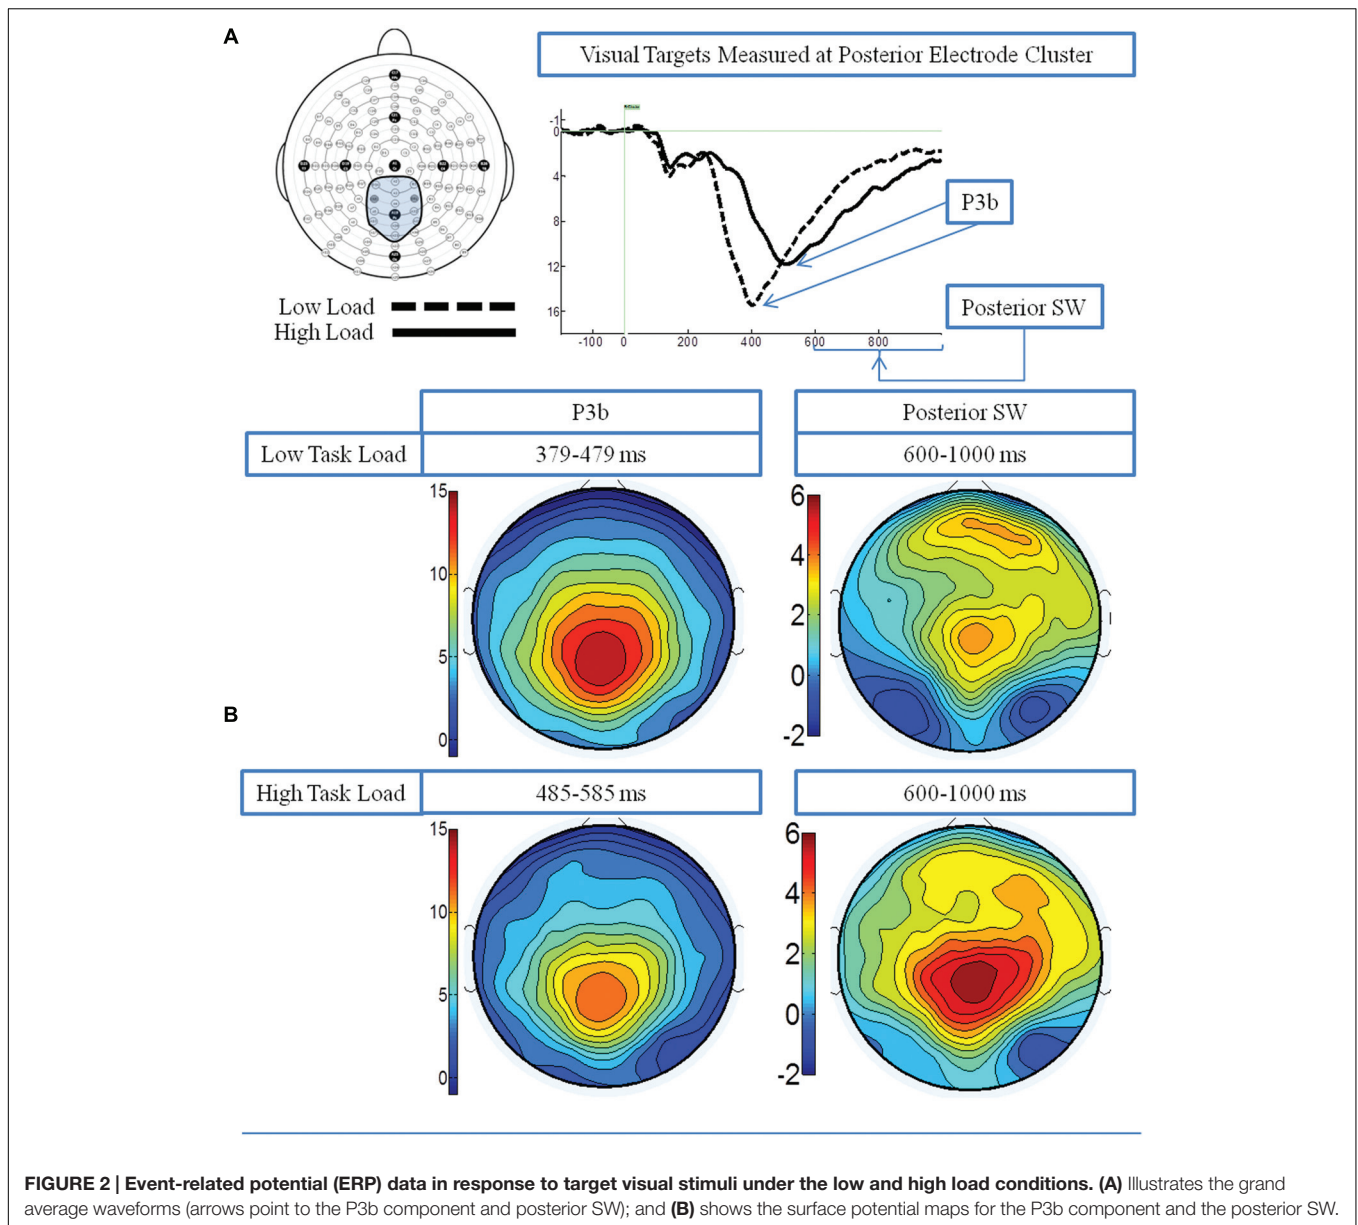 A
Visual Targets Measured at Posterior Electrode Cluster
-1
0
4
8
12
16
-100 0 200 400 600 800
P3b
Posterior SW
Low Load
High Load
P3b Posterior SW
Low Task Load 379-479 ms 600-1000 ms
15
10
5
0
6
4
2
0
-2
B
High Task Load 485-585 ms 600-1000 ms
15
10
5
0
6
4
2
0
-2
FIGURE 2 | Event-related potential (ERP) data in response to target visual stimuli under the low and high load conditions. (A) Illustrates the grand
average waveforms (arrows point to the P3b component and posterior SW); and (B) shows the surface potential maps for the P3b component and the posterior SW.